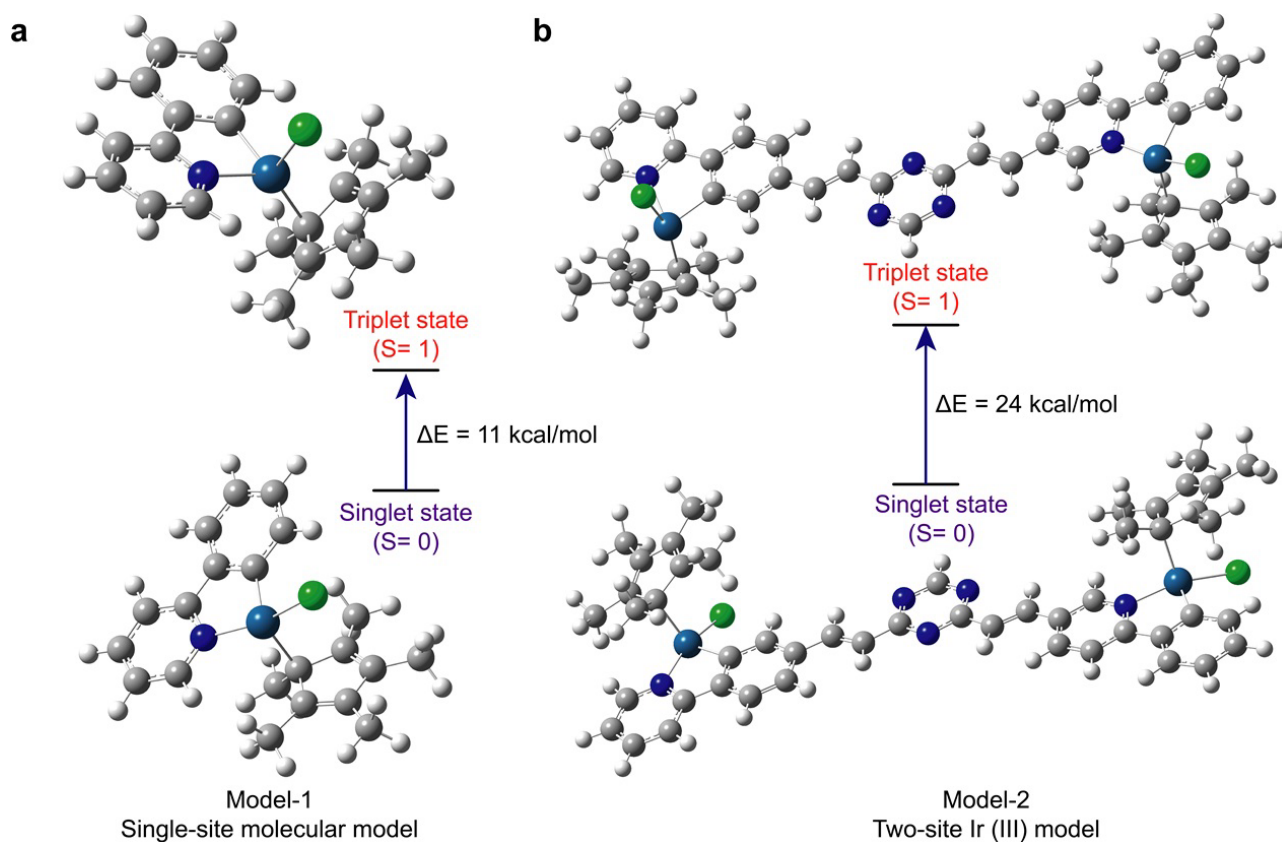 a
b
Triplet state
(S= 1)
ΔE = 11 kcal/mol
Singlet state
(S= 0)
Model-1
Single-site molecular model
Triplet state
(S= 1)
ΔE = 24 kcal/mol
Singlet state
(S= 0)
Model-2
Two-site Ir (III) model